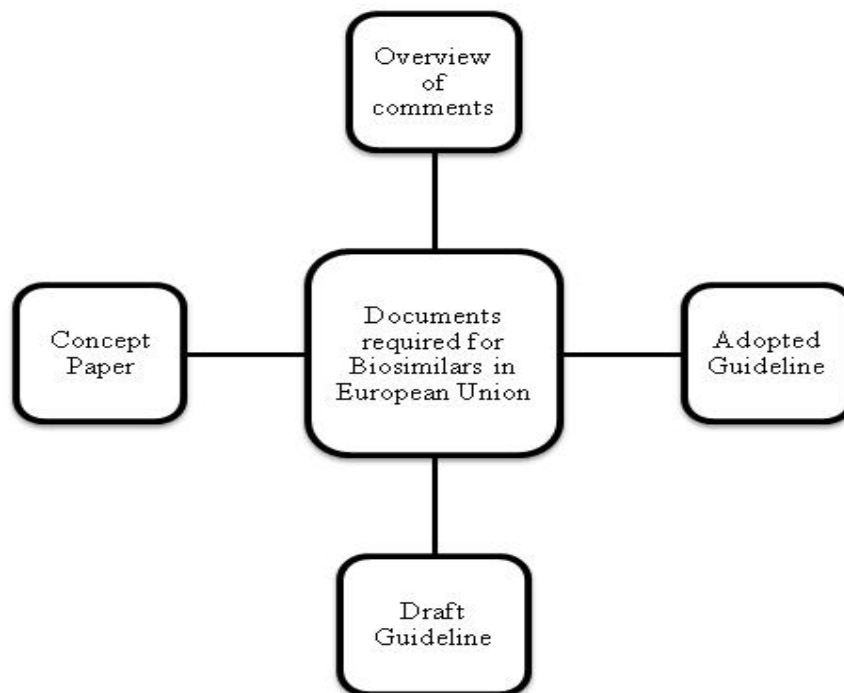 Overview
of
comments
Concept
Paper
Documents
required for
Biosimilars in
European Union
Adopted
Guideline
Draft
Guideline